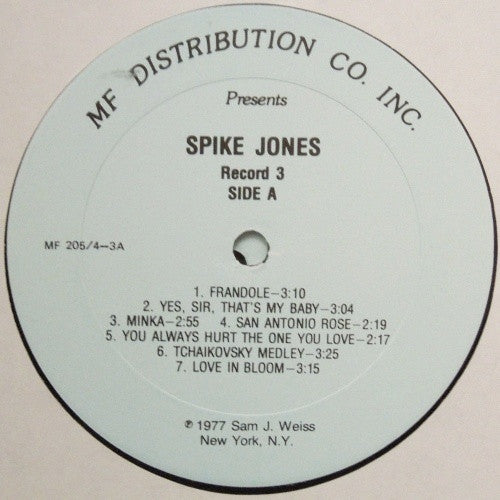 MF DISTRIBUTION CO. INC.
Presents
SPIKE JONES
Record 3
SIDE A
MF 205/4–3A
1. FRANDOLE–3:10
2. YES, SIR, THAT'S MY BABY–3:04
3. MINKA–2:55 4. SAN ANTONIO ROSE–2:19
5. YOU ALWAYS HURT THE ONE YOU LOVE–2:17
6. TCHAIKOVSKY MEDLEY–3:25
7. LOVE IN BLOOM–3:15
℗ 1977 Sam J. Weiss
New York, N.Y.